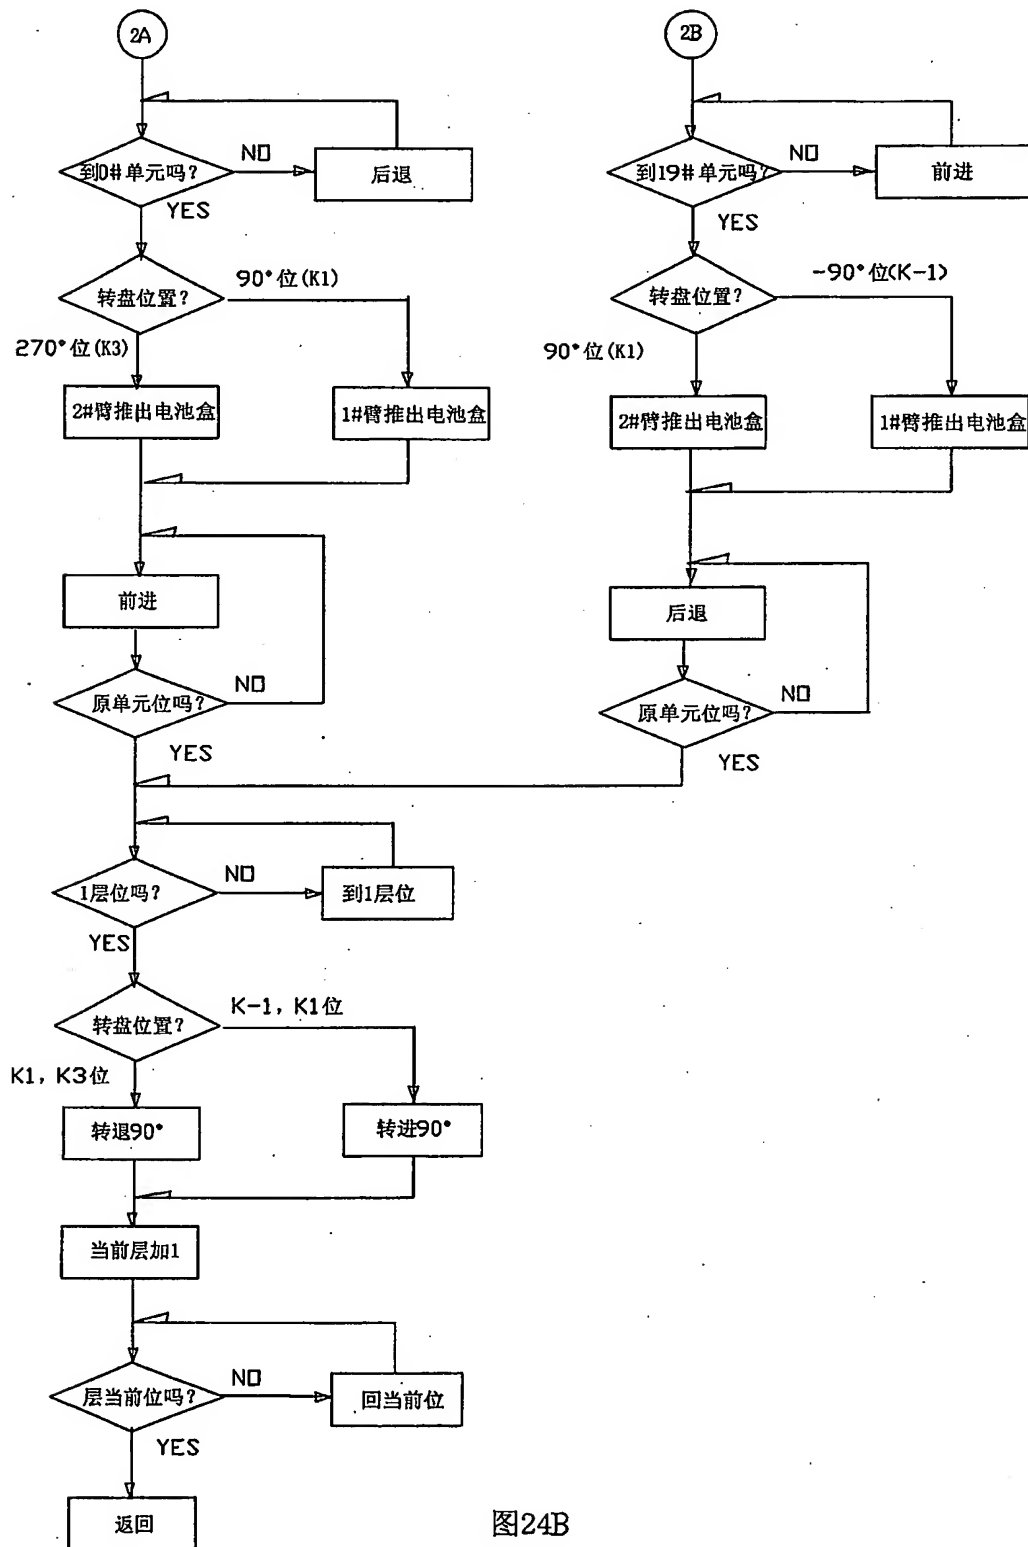 2A
2B
到0#单元吗?
NO
后退
YES
到19#单元吗?
NO
前进
YES
转盘位置?
90°位(K1)
270°位(K3)
转盘位置?
-90°位(K-1)
90°位(K1)
2#臂推出电池盒
1#臂推出电池盒
2#臂推出电池盒
1#臂推出电池盒
前进
后退
原单元位吗?
NO
YES
原单元位吗?
NO
YES
1层位吗?
NO
到1层位
YES
转盘位置?
K-1, K1位
K1, K3位
转退90°
转进90°
当前层加1
层当前位吗?
NO
回当前位
YES
返回
图24B